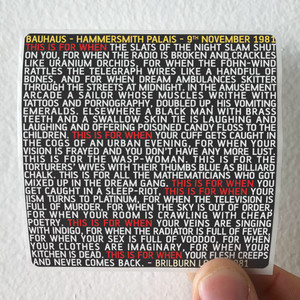 BAUHAUS - HAMMERSMITH PALAIS - 9TH NOVEMBER 1981
THIS IS FOR WHEN THE SLATS OF THE NIGHT SLAM SHUT
ON YOU, FOR WHEN THE RADIO IS BROKEN AND CRACKLES
LIKE URANIUM ORCHIDS, FOR WHEN THE FOHN-WIND
RATTLES THE TELEGRAPH WIRES LIKE A HANDFUL OF
BONES, AND FOR WHEN DREAM AMBULANCES SKITTER
THROUGH THE STREETS AT MIDNIGHT. IN THE AMUSEMENT
ARCADE A SAILOR WHOSE MUSCLES WRITHE WITH
TATTOOS AND PORNOGRAPHY, DOUBLED UP, HIS VOMITING
EMERALDS. ELSEWHERE A BLACK MAN WITH BRASS
TEETH AND A SWALLOW SKIN TIE IS LAUGHING AND
LAUGHING AND OFFERING POISONED CANDY FLOSS TO THE
CHILDREN. THIS IS FOR WHEN YOUR CUFF GETS CAUGHT IN
THE COGS OF AN URBAN EVENING, FOR WHEN YOUR
VISION IS FRAYED AND YOU DON'T HAVE ANY MORE LUST.
THIS IS FOR THE WASP-WOMAN. THIS IS FOR THE
TORTURERS' WIVES WITH THEIR THUMBS BLUE AS BILLIARD
CHALK. THIS IS FOR ALL THE MATHEMATICIANS WHO GOT
MIXED UP IN THE DREAM GANG. THIS IS FOR WHEN YOU
GET CAUGHT IN A SLEEP-RIOT. THIS IS FOR WHEN YOUR
JISM TURNS TO PLATINUM, FOR WHEN THE TELEVISION IS
FULL OF MURDER, FOR WHEN THE SKY IS OUT OF ORDER,
FOR WHEN YOUR ROOM IS CRAWLING WITH CHEAP
POETRY. THIS IS FOR WHEN YOUR VEINS ARE SINGING
WITH INDIGO, FOR WHEN THE RADIATOR IS FULL OF FEVER,
FOR WHEN YOUR SEX IS FULL OF VOODOO, FOR WHEN
YOUR CLOTHES ARE IMAGINARY, FOR WHEN YOUR
KITCHEN IS DEAD. THIS IS FOR WHEN YOUR FLESH CREEPS
AND NEVER COMES BACK. - BRILBURN 1981